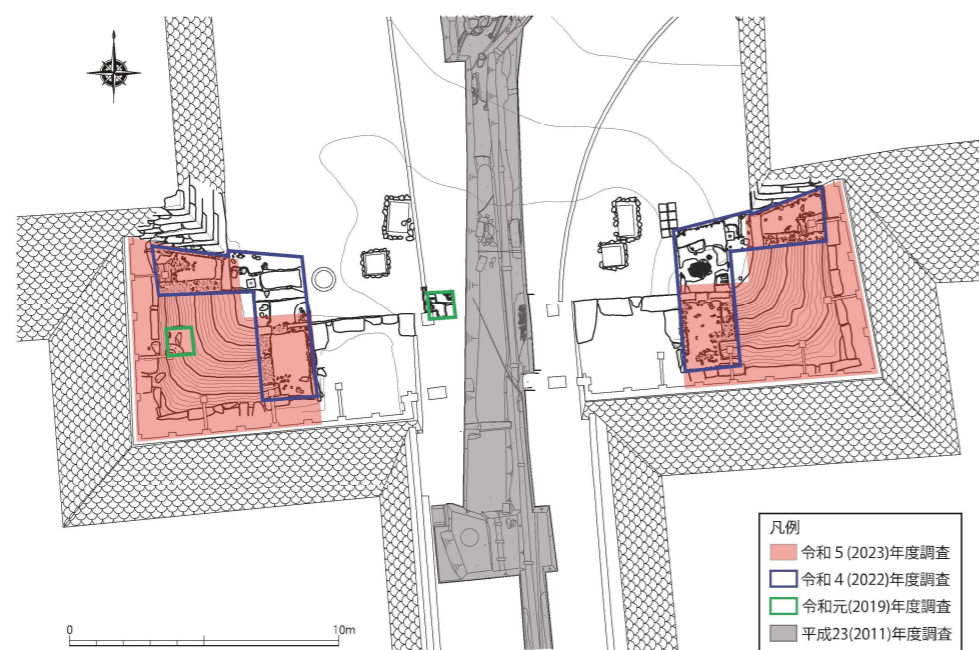 凡例
令和５(2023)年度調査
令和４(2022)年度調査
令和元(2019)年度調査
平成23(2011)年度調査
0 10m